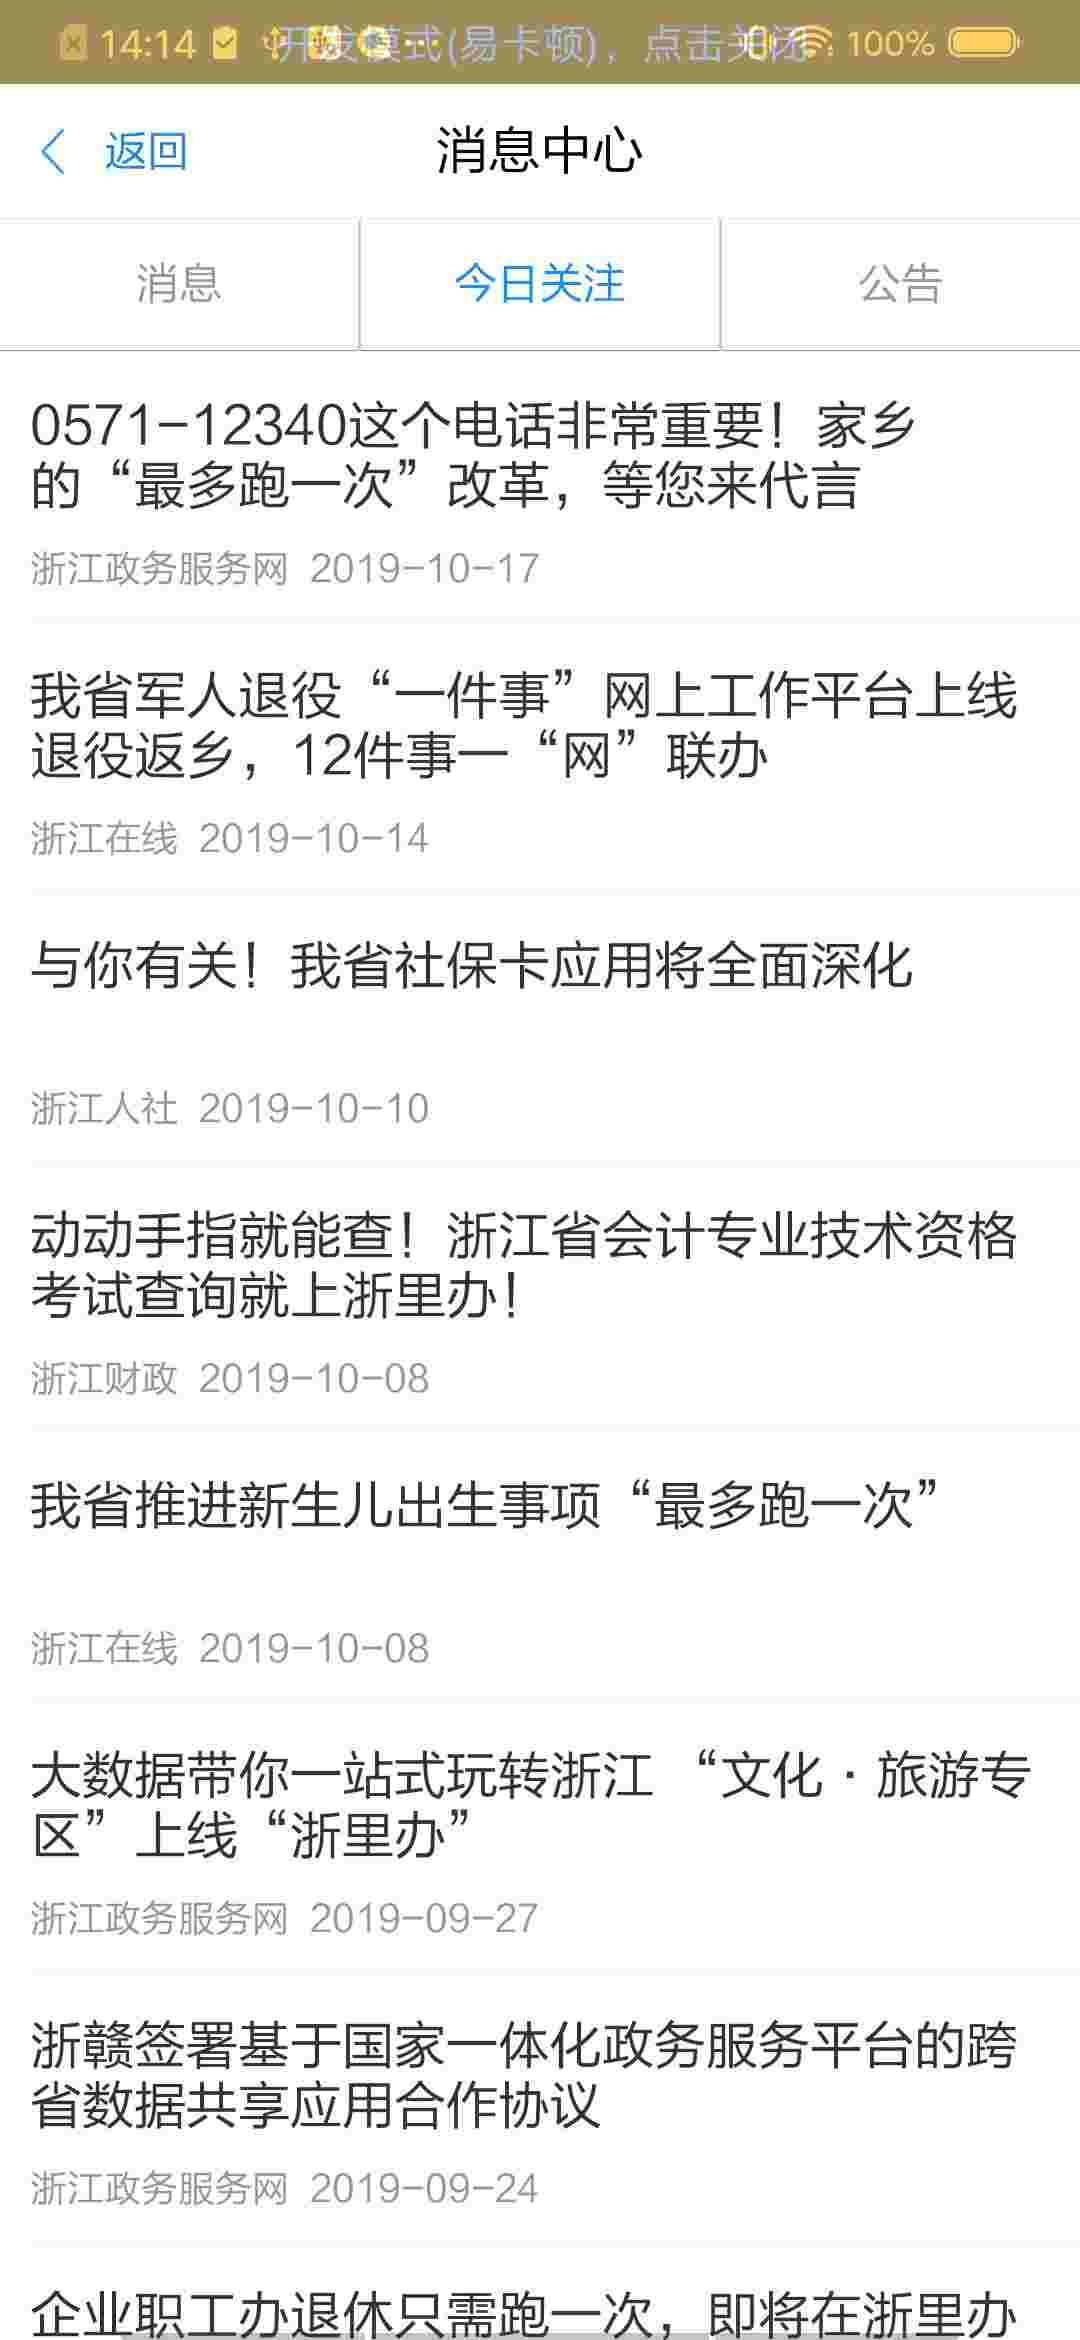 14:14 开发模式(易卡顿)，点击关闭 100%
返回 消息中心
消息 今日关注 公告
0571-12340这个电话非常重要！家乡
的“最多跑一次”改革，等您来代言
浙江政务服务网 2019-10-17
我省军人退役“一件事”网上工作平台上线
退役返乡，12件事一“网”联办
浙江在线 2019-10-14
与你有关！我省社保卡应用将全面深化
浙江人社 2019-10-10
动动手指就能查！浙江省会计专业技术资格
考试查询就上浙里办！
浙江财政 2019-10-08
我省推进新生儿出生事项“最多跑一次”
浙江在线 2019-10-08
大数据带你一站式玩转浙江 “文化·旅游专
区”上线“浙里办”
浙江政务服务网 2019-09-27
浙赣签署基于国家一体化政务服务平台的跨
省数据共享应用合作协议
浙江政务服务网 2019-09-24
企业职工办退休只需跑一次，即将在浙里办